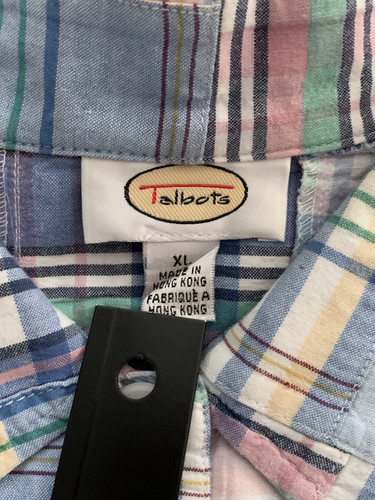 Talbots
XL
MADE IN
HONG KONG
FABRIQUÉ A
HONG KONG